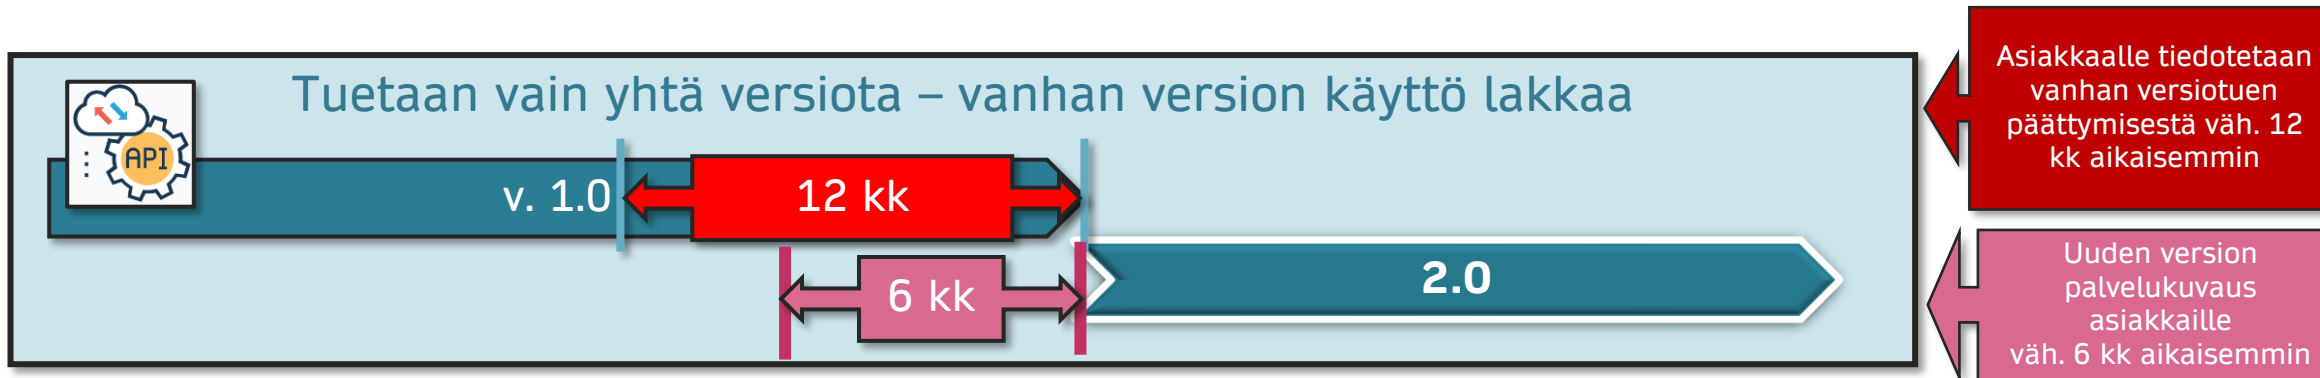 Tuetaan vain yhtä versiota – vanhan version käyttö lakkaa
API
v. 1.0
12 kk
6 kk
2.0
Asiakkaalle tiedotetaan
vanhan versiotuen
päättymisestä väh. 12
kk aikaisemmin
Uuden version
palvelukuvaus
asiakkaille
väh. 6 kk aikaisemmin